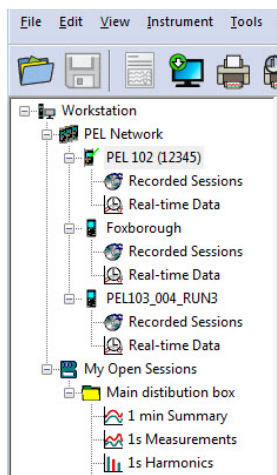 File Edit View Instrument Tools
Workstation
PEL Network
PEL 102 (12345)
Recorded Sessions
Real-time Data
Foxborough
Recorded Sessions
Real-time Data
PEL103_004_RUN3
Recorded Sessions
Real-time Data
My Open Sessions
Main distibution box
1 min Summary
1s Measurements
1s Harmonics